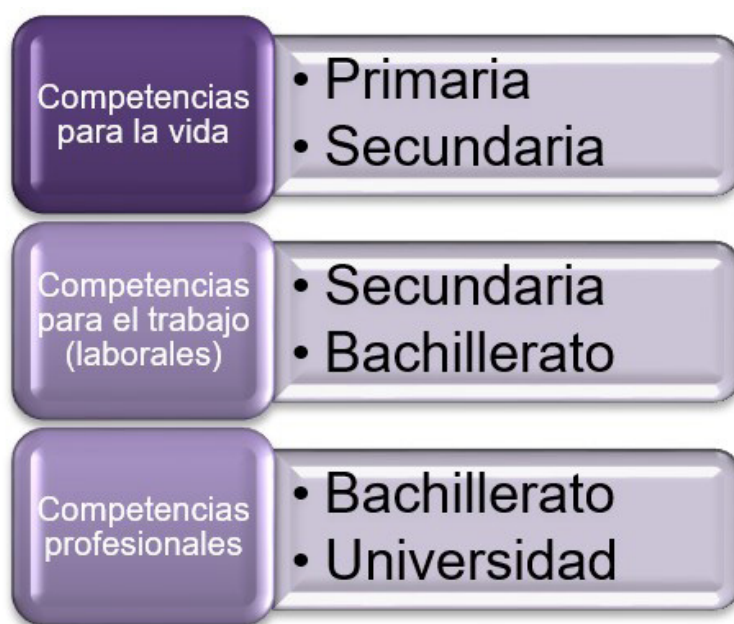 Competencias
para la vida
• Primaria
• Secundaria
Competencias
para el trabajo
(laborales)
• Secundaria
• Bachillerato
Competencias
profesionales
• Bachillerato
• Universidad